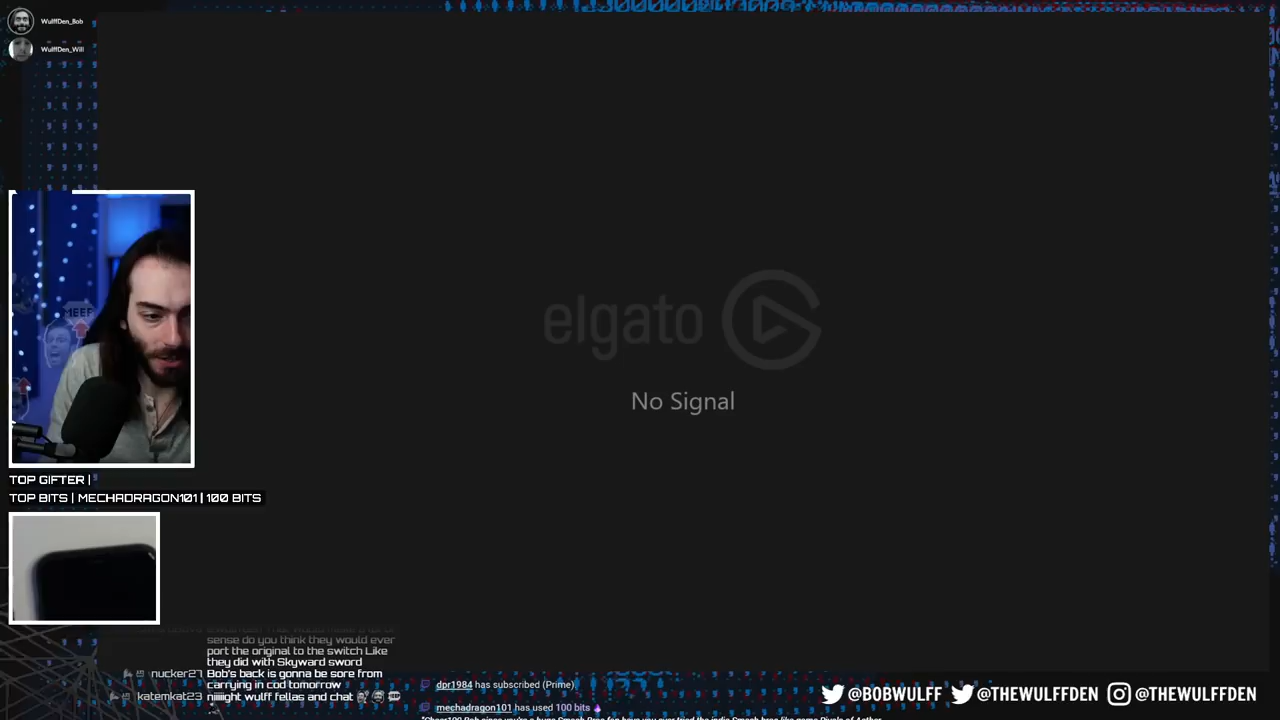 WulffDen_Bob
WulffDen_Will
MEEP
elgato
No Signal
TOP GIFTER |
TOP BITS | MECHADRAGON101 | 100 BITS
sense do you think they would ever
port the original to the switch Like
they did with Skyward sword
nucker27 Bob's back is gonna be sore from
carrying in cod tomorrow
katemkat23 niiiiight wulff fellas and chat
dpr1984 has subscribed (Prime)
mechadragon101 has used 100 bits
@BOBWULFF @THEWULFFDEN @THEWULFFDEN